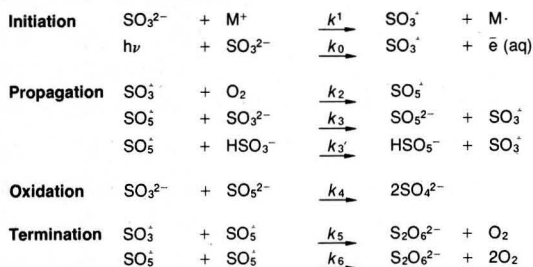 Initiation SO₃²⁻ + M⁺ k¹ SO₃∸ + M·
hν + SO₃²⁻ k₀ SO₃∸ + e̅ (aq)
Propagation SO₃∸ + O₂ k₂ SO₅∸
SO₅∸ + SO₃²⁻ k₃ SO₅²⁻ + SO₃∸
SO₅∸ + HSO₃⁻ k₃′ HSO₅⁻ + SO₃∸
Oxidation SO₃²⁻ + SO₅²⁻ k₄ 2SO₄²⁻
Termination SO₃∸ + SO₅∸ k₅ S₂O₆²⁻ + O₂
SO₅∸ + SO₅∸ k₆ S₂O₆²⁻ + 2O₂